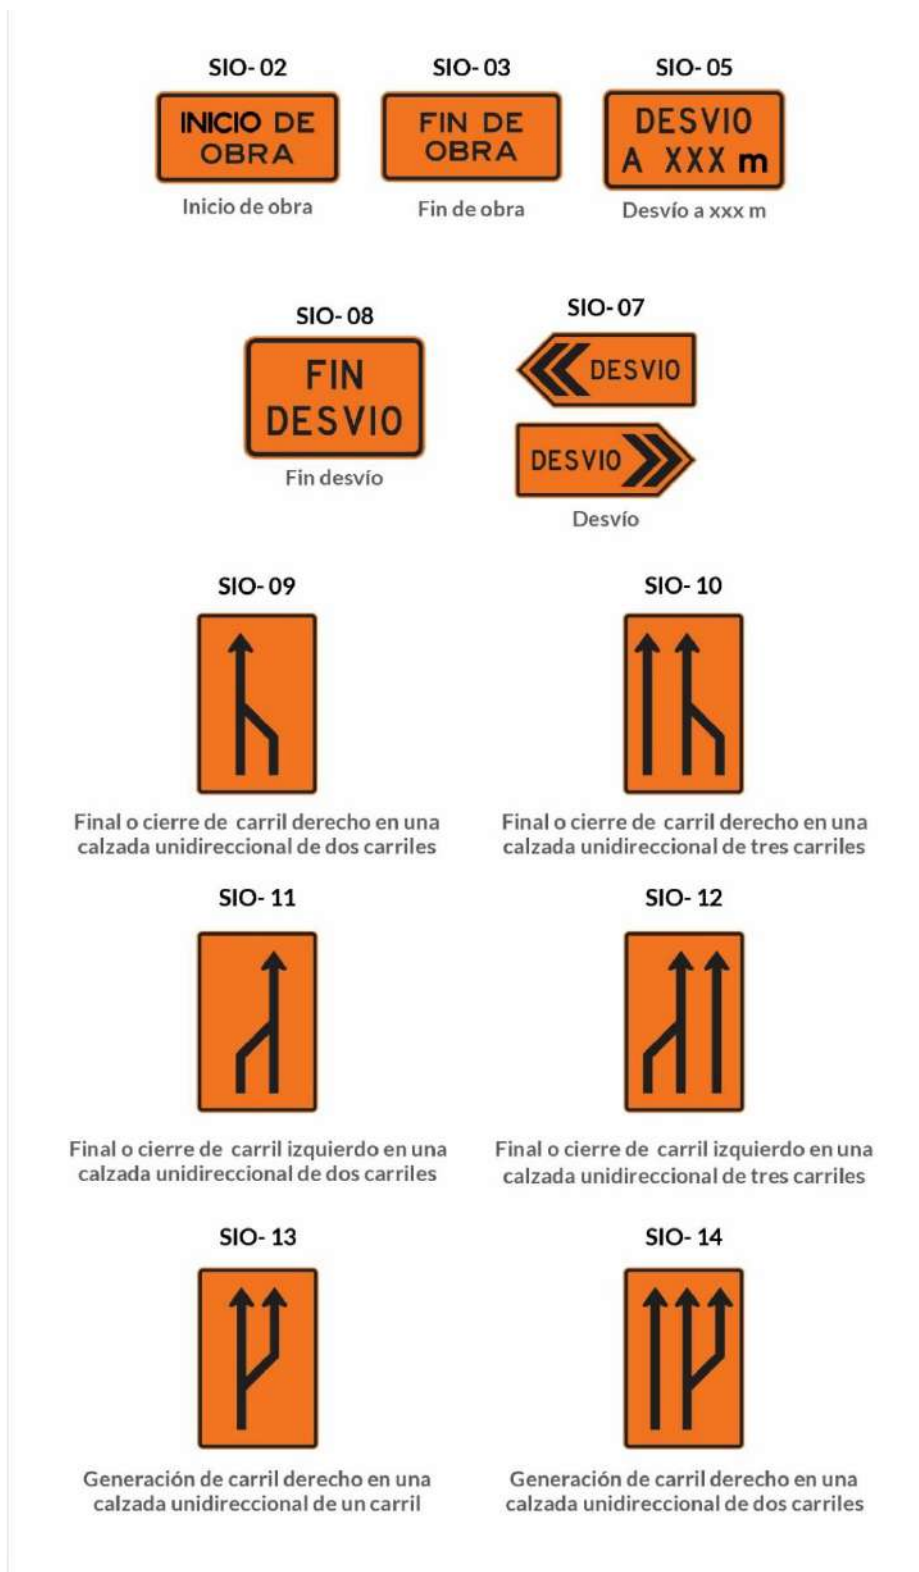 SIO- 02
INICIO DE
OBRA
Inicio de obra
SIO- 03
FIN DE
OBRA
Fin de obra
SIO- 05
DESVIO
A XXX m
Desvío a xxx m
SIO- 08
FIN
DESVIO
Fin desvío
SIO- 07
DESVIO
DESVIO
Desvío
SIO- 09
Final o cierre de carril derecho en una
calzada unidireccional de dos carriles
SIO- 10
Final o cierre de carril derecho en una
calzada unidireccional de tres carriles
SIO- 11
Final o cierre de carril izquierdo en una
calzada unidireccional de dos carriles
SIO- 12
Final o cierre de carril izquierdo en una
calzada unidireccional de tres carriles
SIO- 13
Generación de carril derecho en una
calzada unidireccional de un carril
SIO- 14
Generación de carril derecho en una
calzada unidireccional de dos carriles